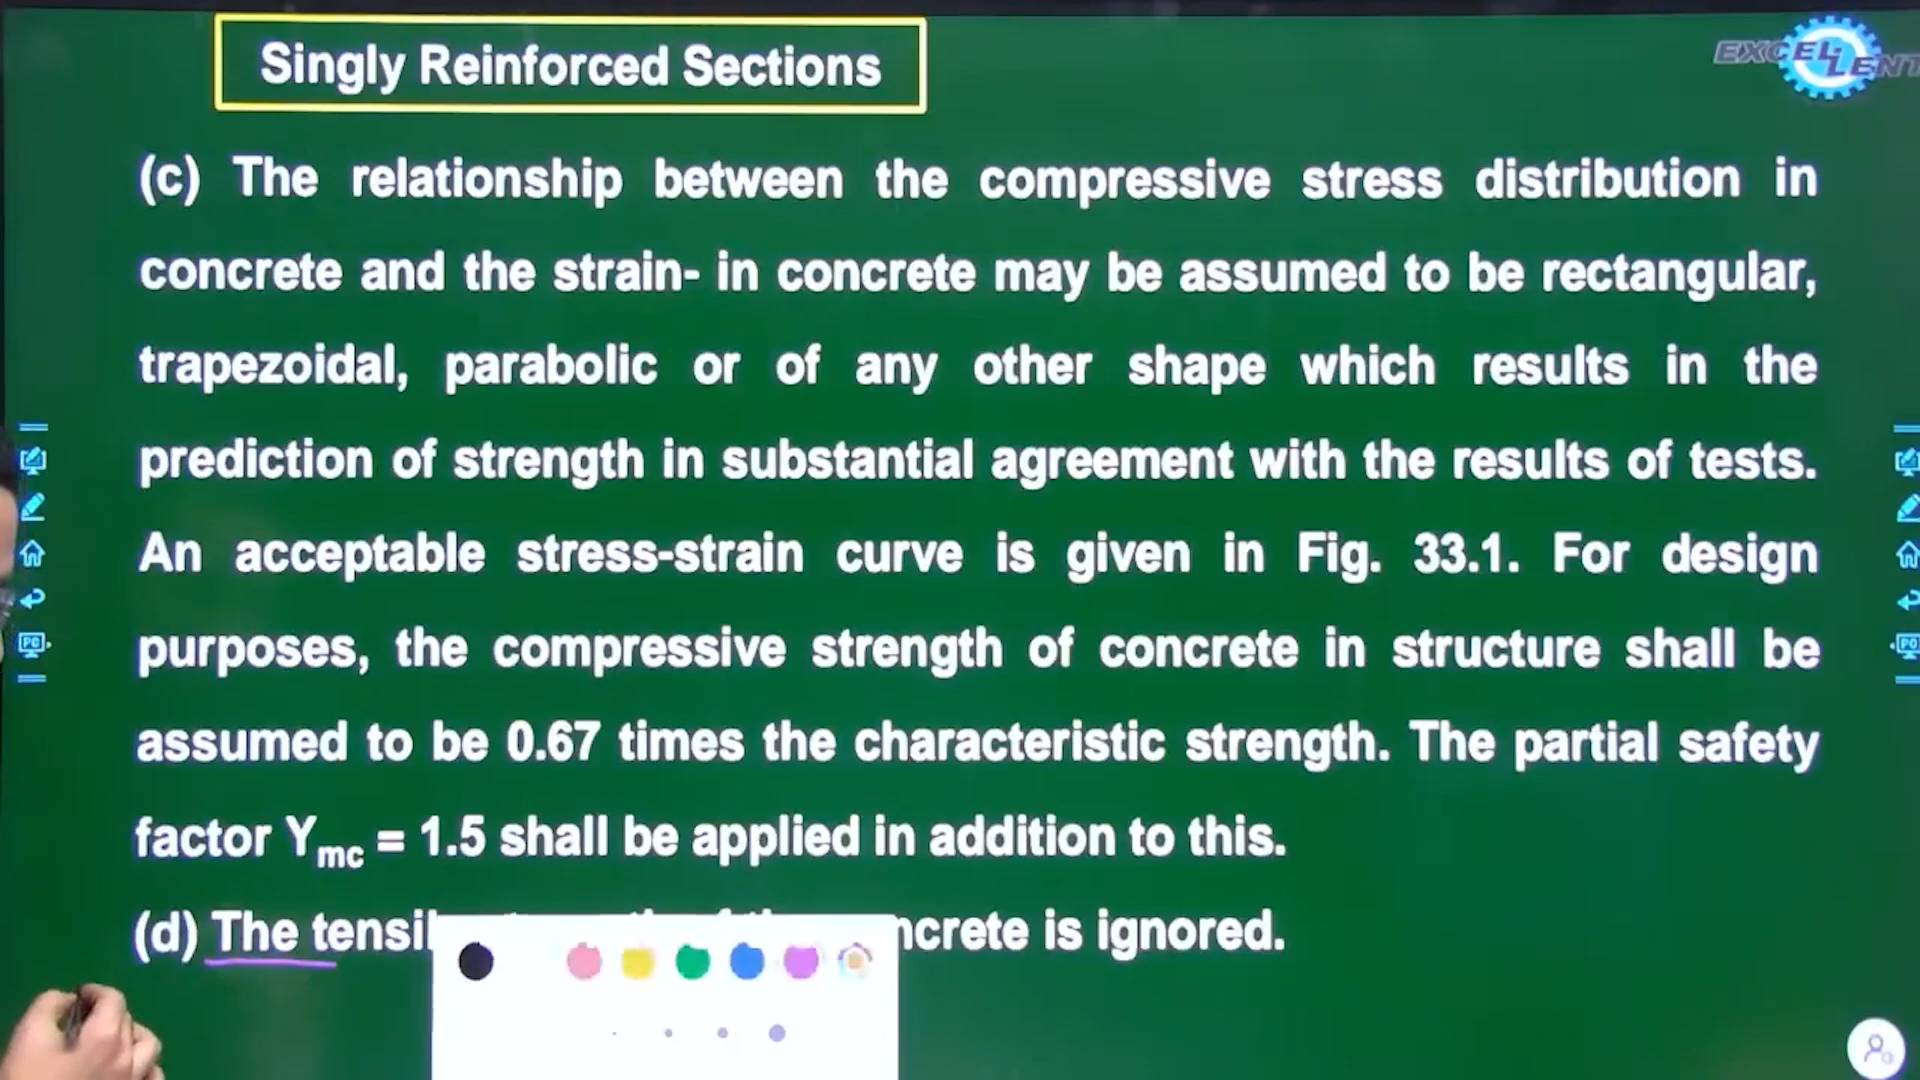 Singly Reinforced Sections
EXCELLENT
(c) The relationship between the compressive stress distribution in
concrete and the strain- in concrete may be assumed to be rectangular,
trapezoidal, parabolic or of any other shape which results in the
prediction of strength in substantial agreement with the results of tests.
An acceptable stress-strain curve is given in Fig. 33.1. For design
purposes, the compressive strength of concrete in structure shall be
assumed to be 0.67 times the characteristic strength. The partial safety
factor Ymc = 1.5 shall be applied in addition to this.
(d) The is ignored.
PC